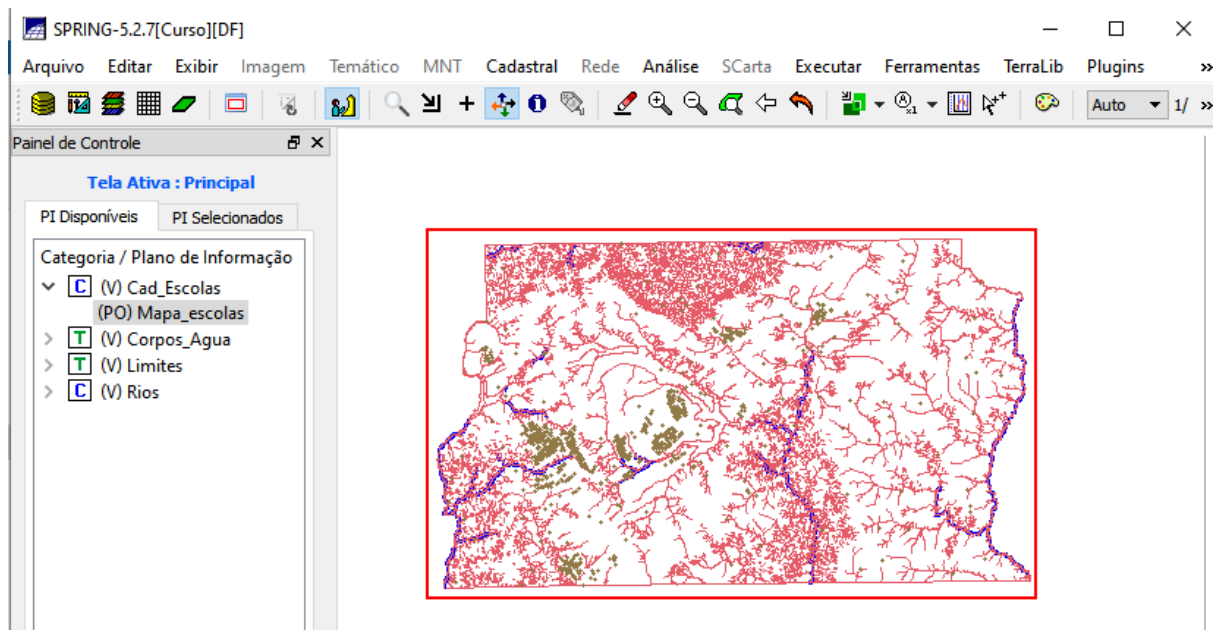 SPRING-5.2.7[Curso][DF]
Arquivo Editar Exibir Imagem Temático MNT Cadastral Rede Análise SCarta Executar Ferramentas TerraLib Plugins »
Auto 1/ »
Painel de Controle
Tela Ativa : Principal
PI Disponíveis PI Selecionados
Categoria / Plano de Informação
C (V) Cad_Escolas
(PO) Mapa_escolas
T (V) Corpos_Agua
T (V) Limites
C (V) Rios